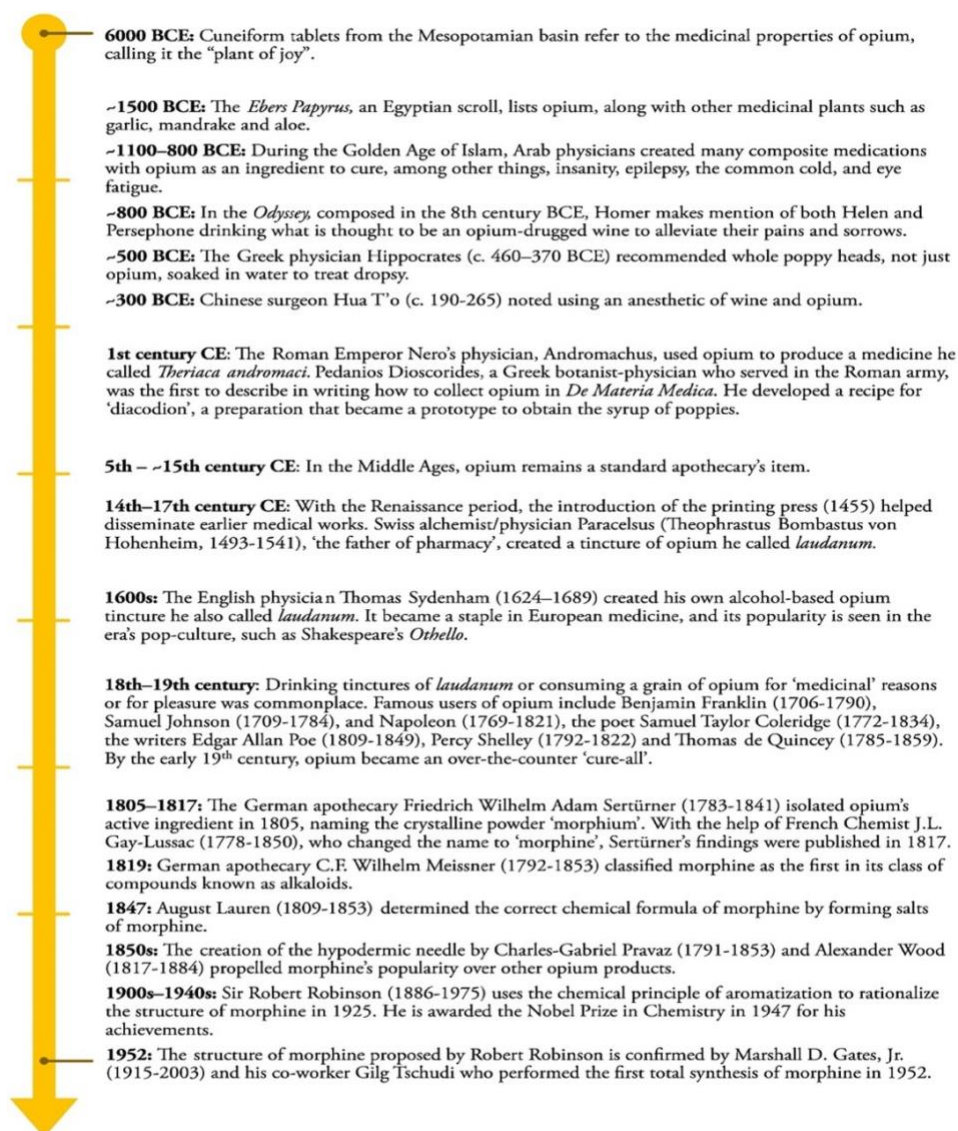 6000 BCE: Cuneiform tablets from the Mesopotamian basin refer to the medicinal properties of opium,
calling it the “plant of joy”.
~1500 BCE: The Ebers Papyrus, an Egyptian scroll, lists opium, along with other medicinal plants such as
garlic, mandrake and aloe.
~1100–800 BCE: During the Golden Age of Islam, Arab physicians created many composite medications
with opium as an ingredient to cure, among other things, insanity, epilepsy, the common cold, and eye
fatigue.
~800 BCE: In the Odyssey, composed in the 8th century BCE, Homer makes mention of both Helen and
Persephone drinking what is thought to be an opium-drugged wine to alleviate their pains and sorrows.
~500 BCE: The Greek physician Hippocrates (c. 460–370 BCE) recommended whole poppy heads, not just
opium, soaked in water to treat dropsy.
~300 BCE: Chinese surgeon Hua T’o (c. 190-265) noted using an anesthetic of wine and opium.
1st century CE: The Roman Emperor Nero’s physician, Andromachus, used opium to produce a medicine he
called Theriaca andromaci. Pedanios Dioscorides, a Greek botanist-physician who served in the Roman army,
was the first to describe in writing how to collect opium in De Materia Medica. He developed a recipe for
‘diacodion’, a preparation that became a prototype to obtain the syrup of poppies.
5th – ~15th century CE: In the Middle Ages, opium remains a standard apothecary’s item.
14th–17th century CE: With the Renaissance period, the introduction of the printing press (1455) helped
disseminate earlier medical works. Swiss alchemist/physician Paracelsus (Theophrastus Bombastus von
Hohenheim, 1493-1541), ‘the father of pharmacy’, created a tincture of opium he called laudanum.
1600s: The English physician Thomas Sydenham (1624–1689) created his own alcohol-based opium
tincture he also called laudanum. It became a staple in European medicine, and its popularity is seen in the
era’s pop-culture, such as Shakespeare’s Othello.
18th–19th century: Drinking tinctures of laudanum or consuming a grain of opium for ‘medicinal’ reasons
or for pleasure was commonplace. Famous users of opium include Benjamin Franklin (1706-1790),
Samuel Johnson (1709-1784), and Napoleon (1769-1821), the poet Samuel Taylor Coleridge (1772-1834),
the writers Edgar Allan Poe (1809-1849), Percy Shelley (1792-1822) and Thomas de Quincey (1785-1859).
By the early 19th century, opium became an over-the-counter ‘cure-all’.
1805–1817: The German apothecary Friedrich Wilhelm Adam Sertürner (1783-1841) isolated opium’s
active ingredient in 1805, naming the crystalline powder ‘morphium’. With the help of French Chemist J.L.
Gay-Lussac (1778-1850), who changed the name to ‘morphine’, Sertürner’s findings were published in 1817.
1819: German apothecary C.F. Wilhelm Meissner (1792-1853) classified morphine as the first in its class of
compounds known as alkaloids.
1847: August Lauren (1809-1853) determined the correct chemical formula of morphine by forming salts
of morphine.
1850s: The creation of the hypodermic needle by Charles-Gabriel Pravaz (1791-1853) and Alexander Wood
(1817-1884) propelled morphine’s popularity over other opium products.
1900s–1940s: Sir Robert Robinson (1886-1975) uses the chemical principle of aromatization to rationalize
the structure of morphine in 1925. He is awarded the Nobel Prize in Chemistry in 1947 for his
achievements.
1952: The structure of morphine proposed by Robert Robinson is confirmed by Marshall D. Gates, Jr.
(1915-2003) and his co-worker Gilg Tschudi who performed the first total synthesis of morphine in 1952.